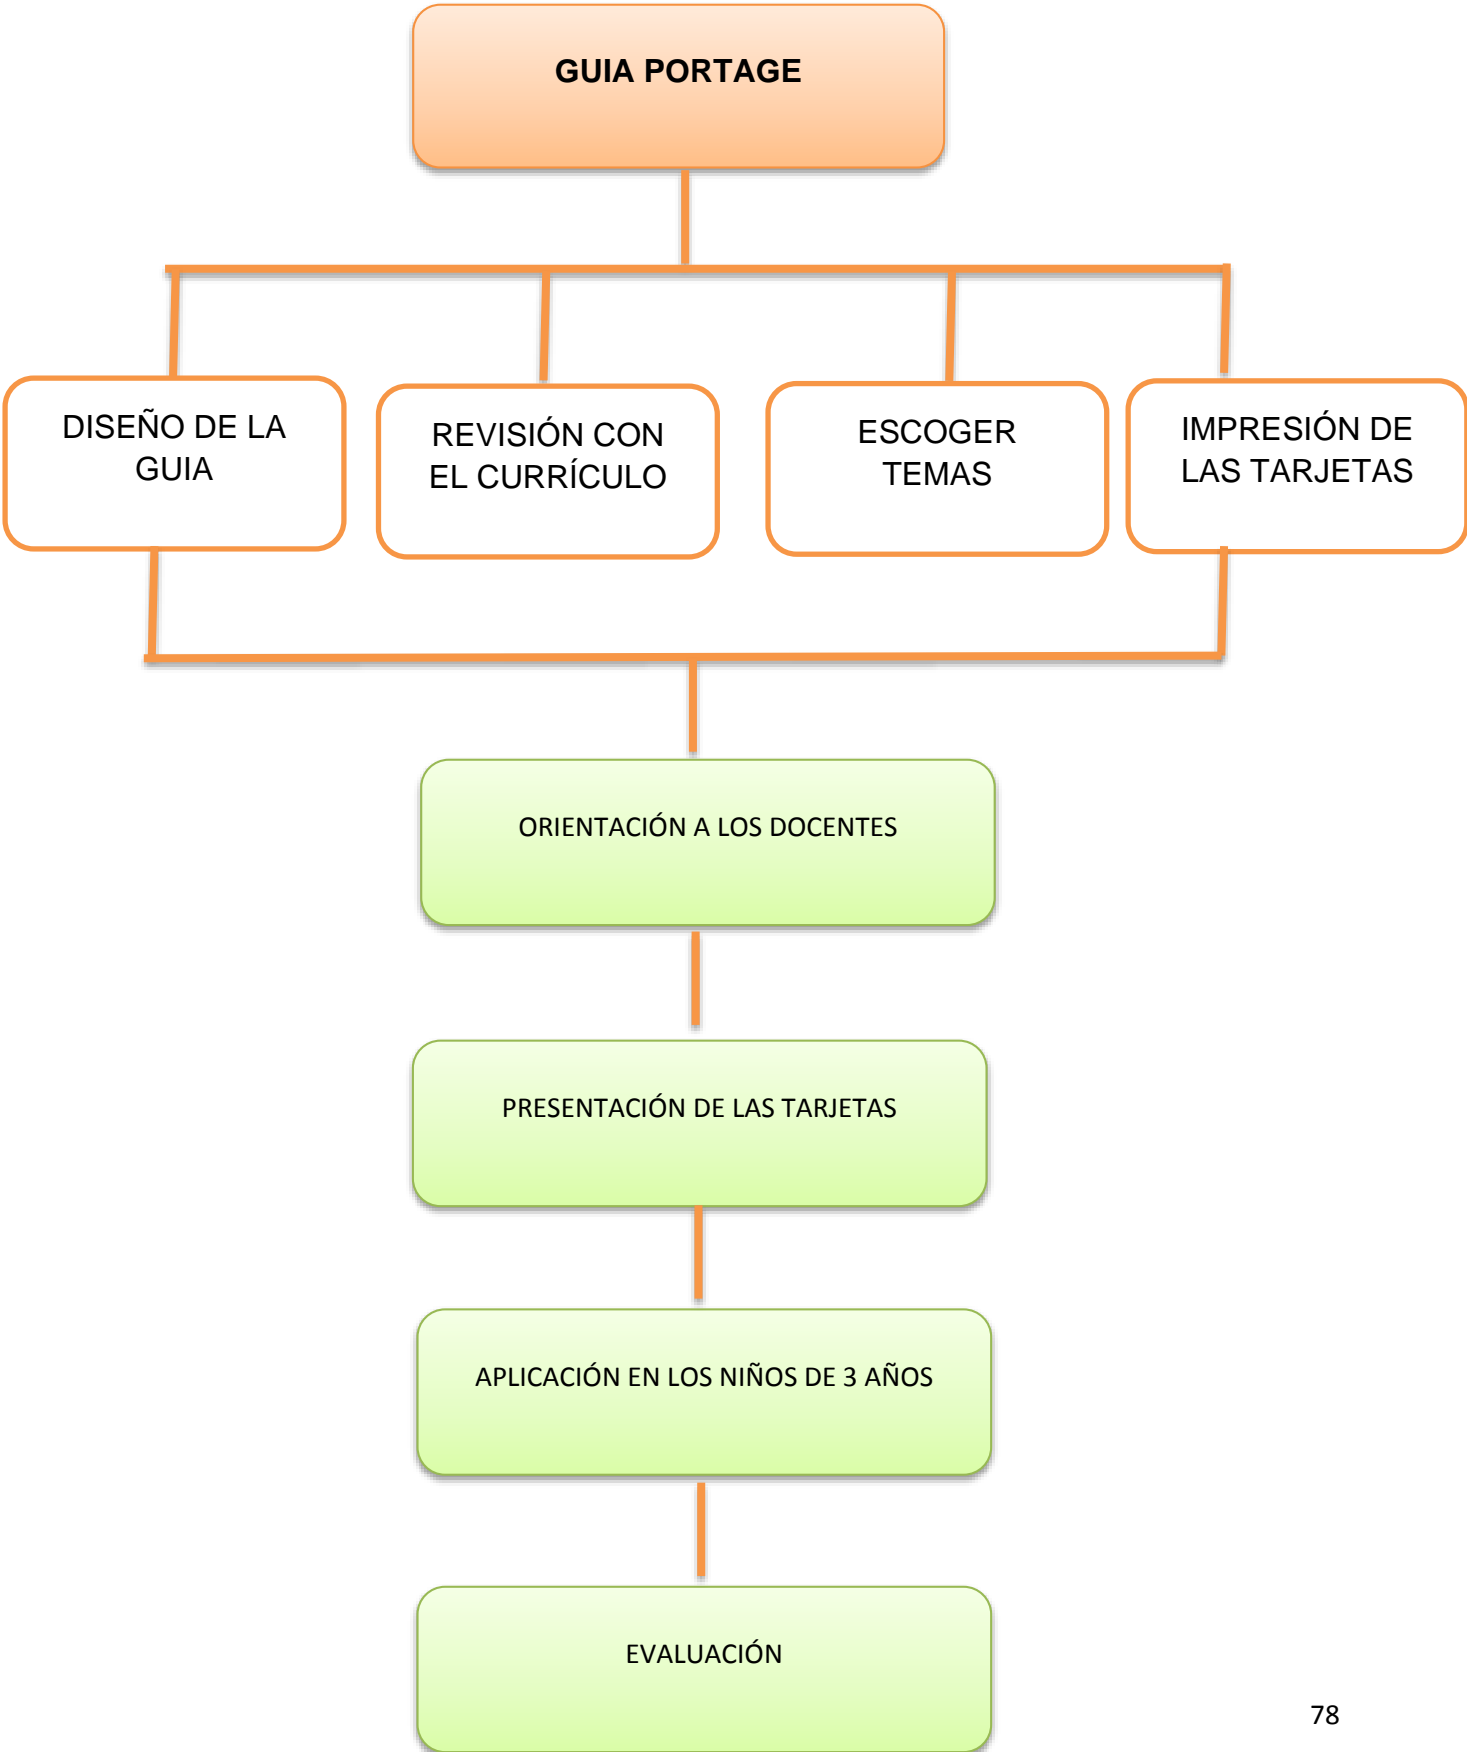 GUIA PORTAGE
DISEÑO DE LA
GUIA
REVISIÓN CON
EL CURRÍCULO
ESCOGER
TEMAS
IMPRESIÓN DE
LAS TARJETAS
ORIENTACIÓN A LOS DOCENTES
PRESENTACIÓN DE LAS TARJETAS
APLICACIÓN EN LOS NIÑOS DE 3 AÑOS
EVALUACIÓN
78